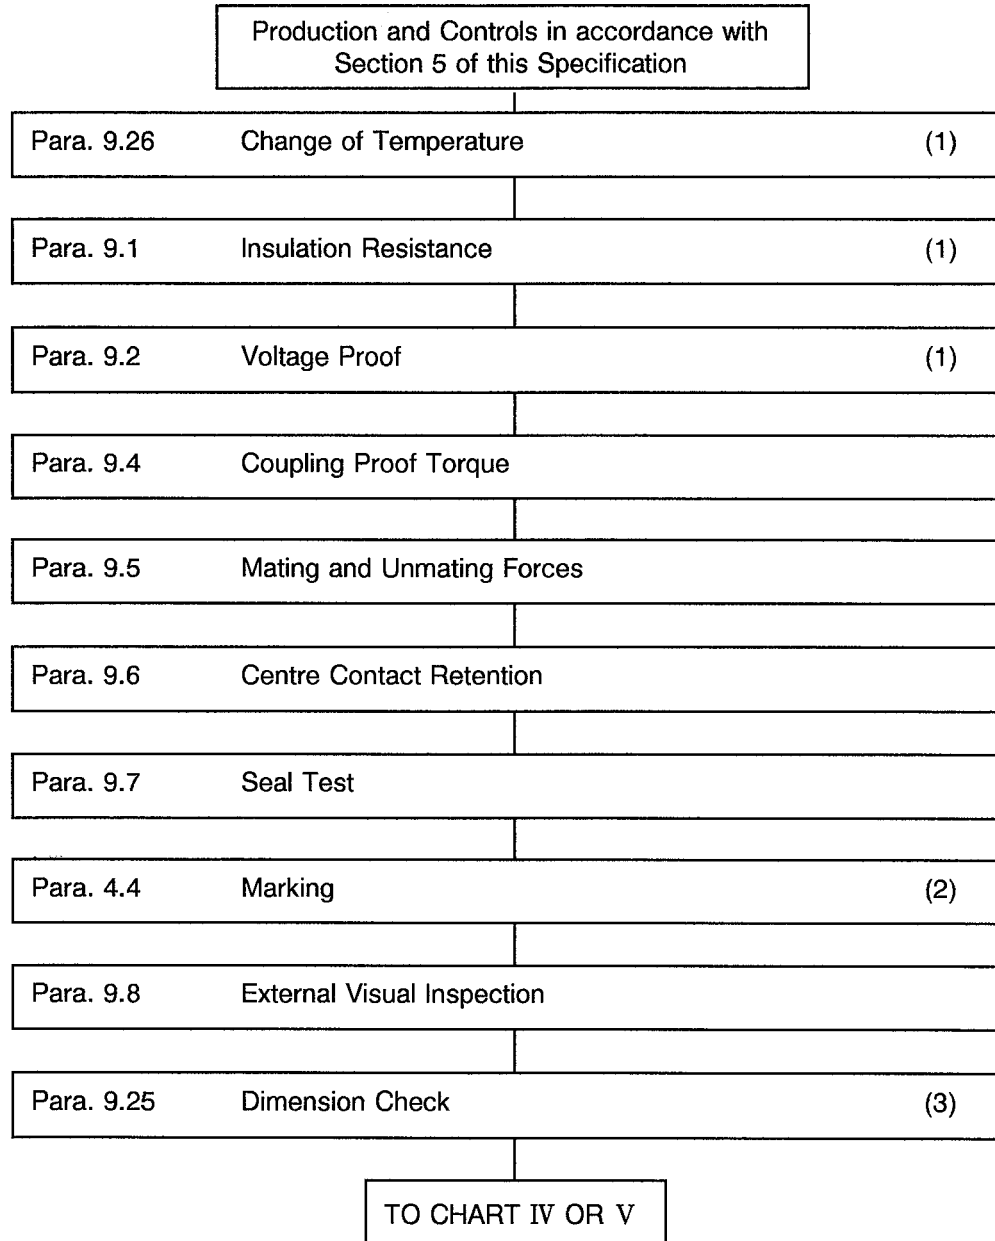 Production and Controls in accordance with
Section 5 of this Specification
Para. 9.26 Change of Temperature (1)
Para. 9.1 Insulation Resistance (1)
Para. 9.2 Voltage Proof (1)
Para. 9.4 Coupling Proof Torque
Para. 9.5 Mating and Unmating Forces
Para. 9.6 Centre Contact Retention
Para. 9.7 Seal Test
Para. 4.4 Marking (2)
Para. 9.8 External Visual Inspection
Para. 9.25 Dimension Check (3)
TO CHART IV OR V